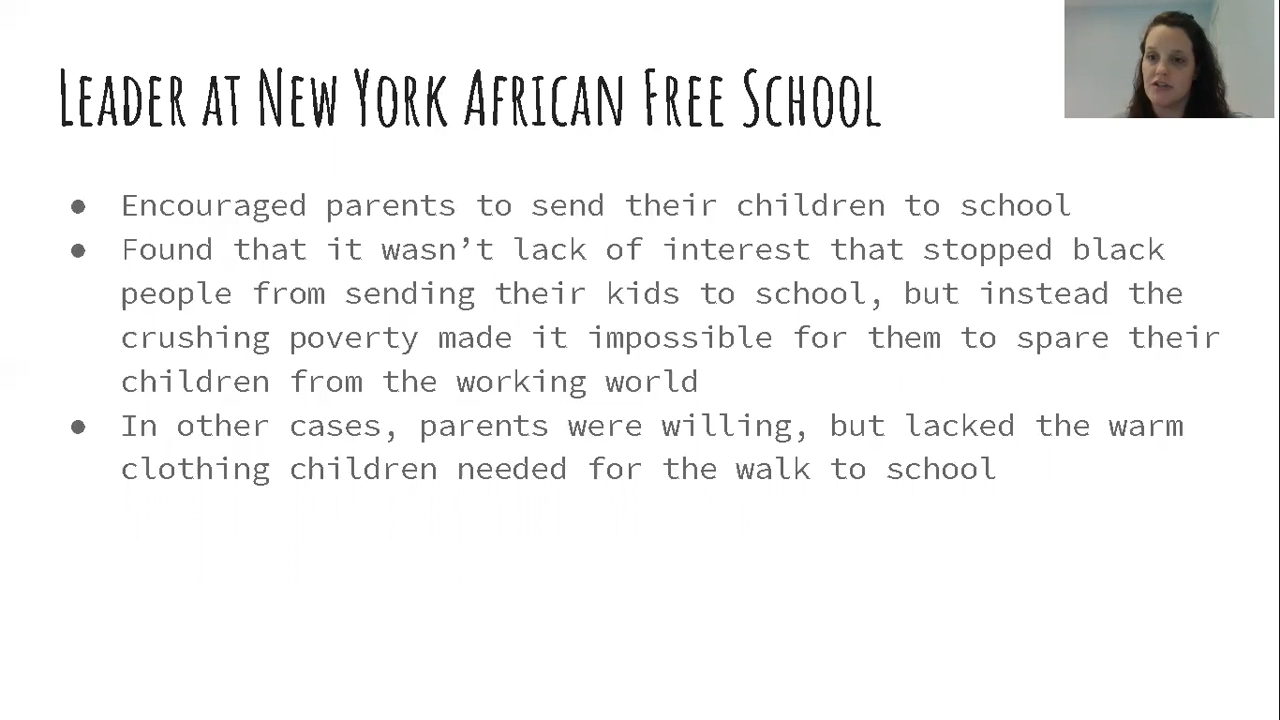 Leader at New York African Free School
● Encouraged parents to send their children to school
● Found that it wasn’t lack of interest that stopped black
people from sending their kids to school, but instead the
crushing poverty made it impossible for them to spare their
children from the working world
● In other cases, parents were willing, but lacked the warm
clothing children needed for the walk to school